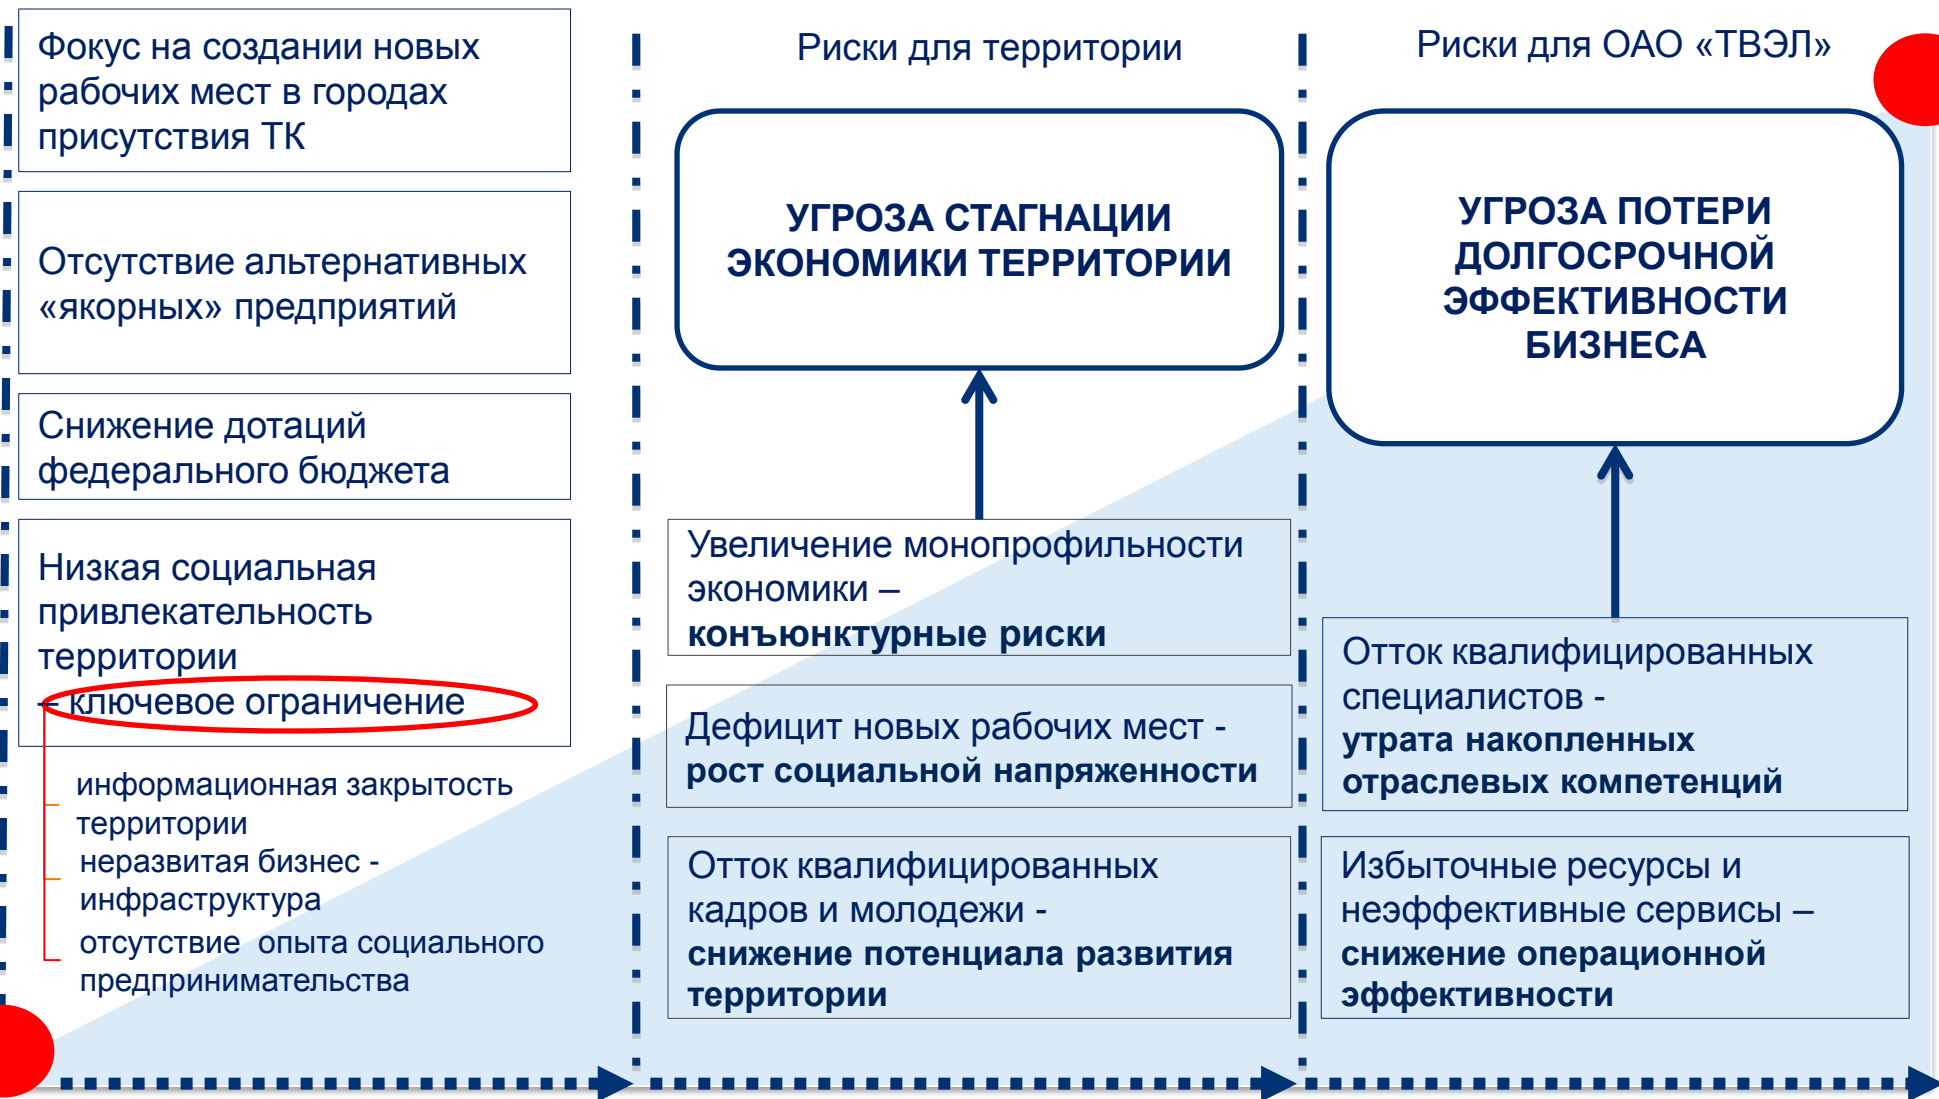 Фокус на создании новых
рабочих мест в городах
присутствия ТК
Отсутствие альтернативных
«якорных» предприятий
Снижение дотаций
федерального бюджета
Низкая социальная
привлекательность
территории
– ключевое ограничение
информационная закрытость
территории
неразвитая бизнес -
инфраструктура
отсутствие опыта социального
предпринимательства
Риски для территории
УГРОЗА СТАГНАЦИИ
ЭКОНОМИКИ ТЕРРИТОРИИ
Увеличение монопрофильности
экономики –
конъюнктурные риски
Дефицит новых рабочих мест -
рост социальной напряженности
Отток квалифицированных
кадров и молодежи -
снижение потенциала развития
территории
Риски для ОАО «ТВЭЛ»
УГРОЗА ПОТЕРИ
ДОЛГОСРОЧНОЙ
ЭФФЕКТИВНОСТИ
БИЗНЕСА
Отток квалифицированных
специалистов -
утрата накопленных
отраслевых компетенций
Избыточные ресурсы и
неэффективные сервисы –
снижение операционной
эффективности